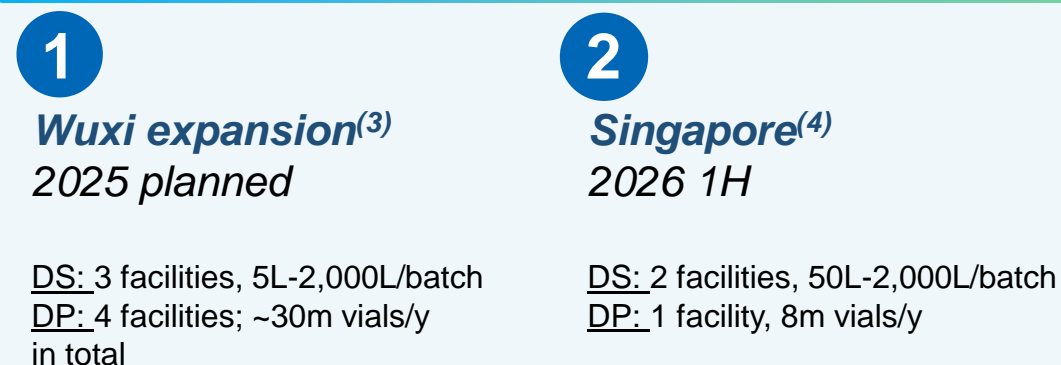 1
Wuxi expansion(3)
2025 planned
DS: 3 facilities, 5L-2,000L/batch
DP: 4 facilities; ~30m vials/y
in total
2
Singapore(4)
2026 1H
DS: 2 facilities, 50L-2,000L/batch
DP: 1 facility, 8m vials/y